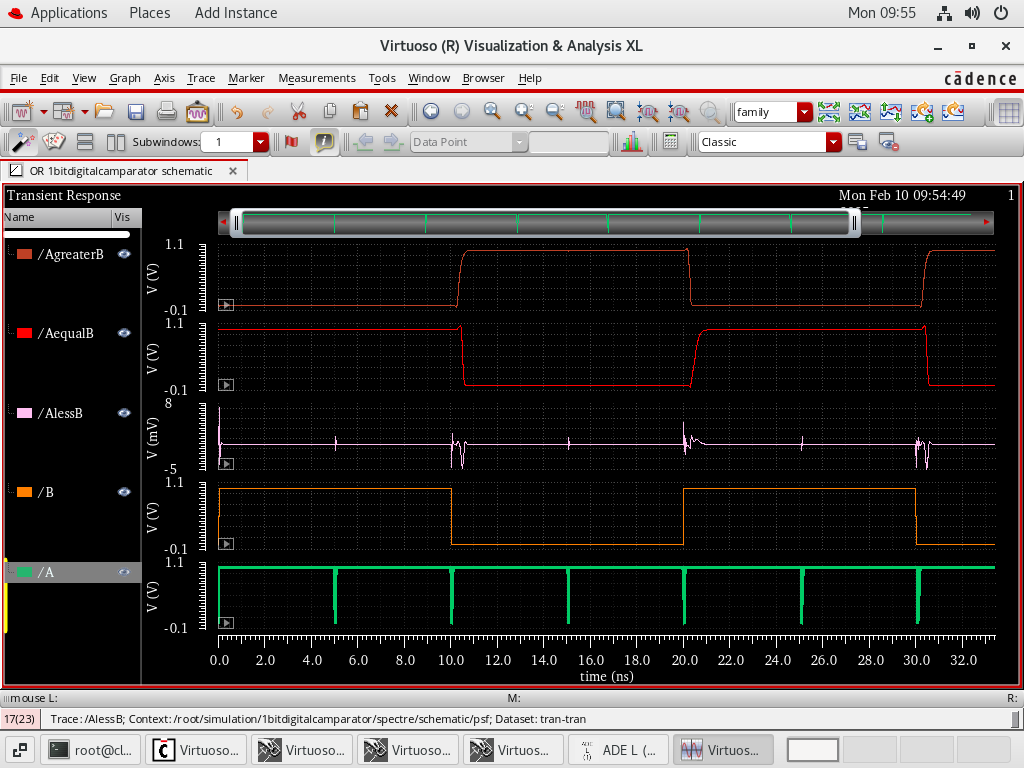 Applications Places Add Instance Mon 09:55
Virtuoso (R) Visualization & Analysis XL
File Edit View Graph Axis Trace Marker Measurements Tools Window Browser Help cādence
family
Subwindows: 1 Data Point Classic
OR 1bitdigitalcamparator schematic
Transient Response Mon Feb 10 09:54:49 1
Name Vis
/AgreaterB
1.1
V (V)
-0.1
/AequalB
1.1
V (V)
-0.1
/AlessB
8
V (mV)
-5
/B
1.1
V (V)
-0.1
/A
1.1
V (V)
-0.1
0.0 2.0 4.0 6.0 8.0 10.0 12.0 14.0 16.0 18.0 20.0 22.0 24.0 26.0 28.0 30.0 32.0
time (ns)
mouse L: M: R:
17(23) Trace: /AlessB; Context: /root/simulation/1bitdigitalcamparator/spectre/schematic/psf; Dataset: tran-tran
root@cl... Virtuoso... Virtuoso... Virtuoso... Virtuos... ADE L (... Virtuos...